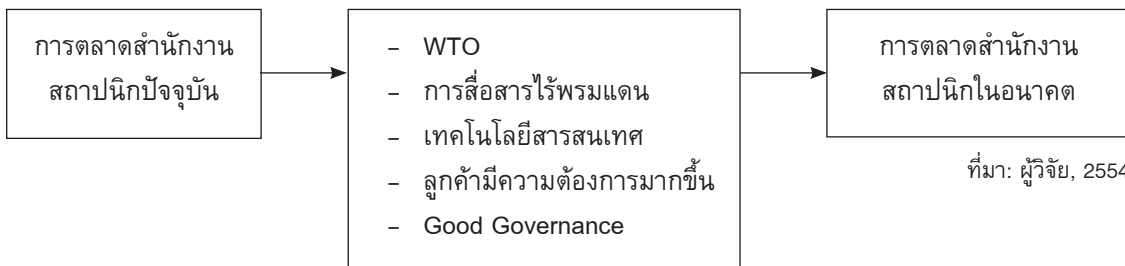 การตลาดสำนักงาน
สถาปนิกปัจจุบัน
– WTO
– การสื่อสารไร้พรมแดน
– เทคโนโลยีสารสนเทศ
– ลูกค้ามีความต้องการมากขึ้น
– Good Governance
การตลาดสำนักงาน
สถาปนิกในอนาคต
ที่มา: ผู้วิจัย, 2554